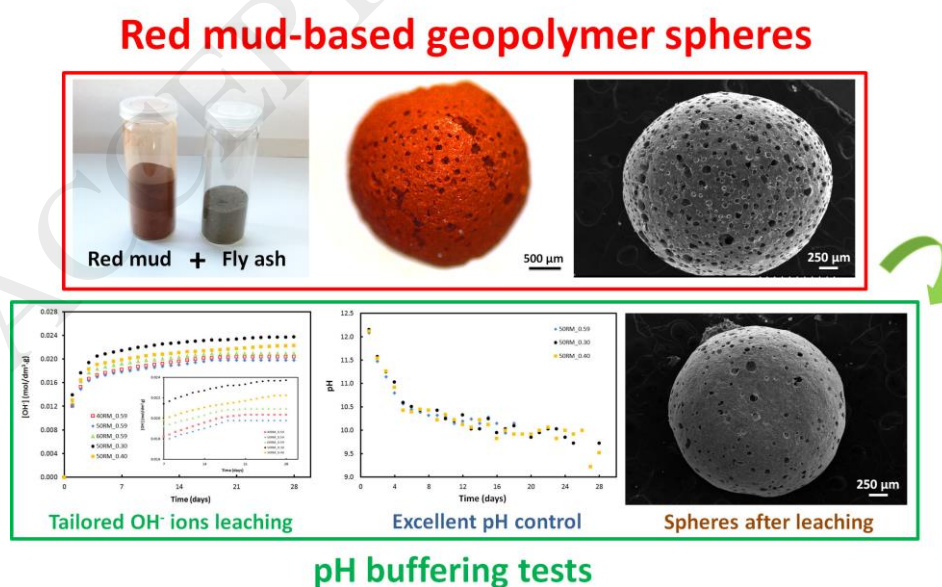 Red mud-based geopolymer spheres
ACCEP
Red mud + Fly ash
500 µm
250 µm
[OH⁻] (mol/dm³.g)
0.028
0.024
0.020
0.016
0.012
0.008
0.004
0.000
40RM_0.59
50RM_0.59
60RM_0.59
50RM_0.30
50RM_0.40
0 7 14 21 28
Time (days)
Tailored OH⁻ ions leaching
pH
12.5
12.0
11.5
11.0
10.5
10.0
9.5
9.0
50RM_0.59
50RM_0.30
50RM_0.40
0 4 8 12 16 20 24 28
Time (days)
Excellent pH control
250 µm
Spheres after leaching
pH buffering tests